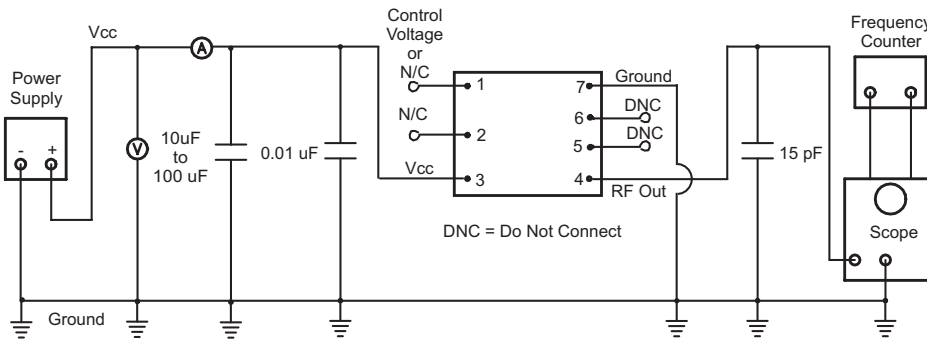 Control
Voltage
or
N/C
Frequency
Counter
Vcc
A
Power
Supply
- +
V
10uF
to
100 uF
0.01 uF
N/C
Vcc
1
2
3
7
6
5
4
Ground
DNC
DNC
RF Out
15 pF
Scope
DNC = Do Not Connect
Ground